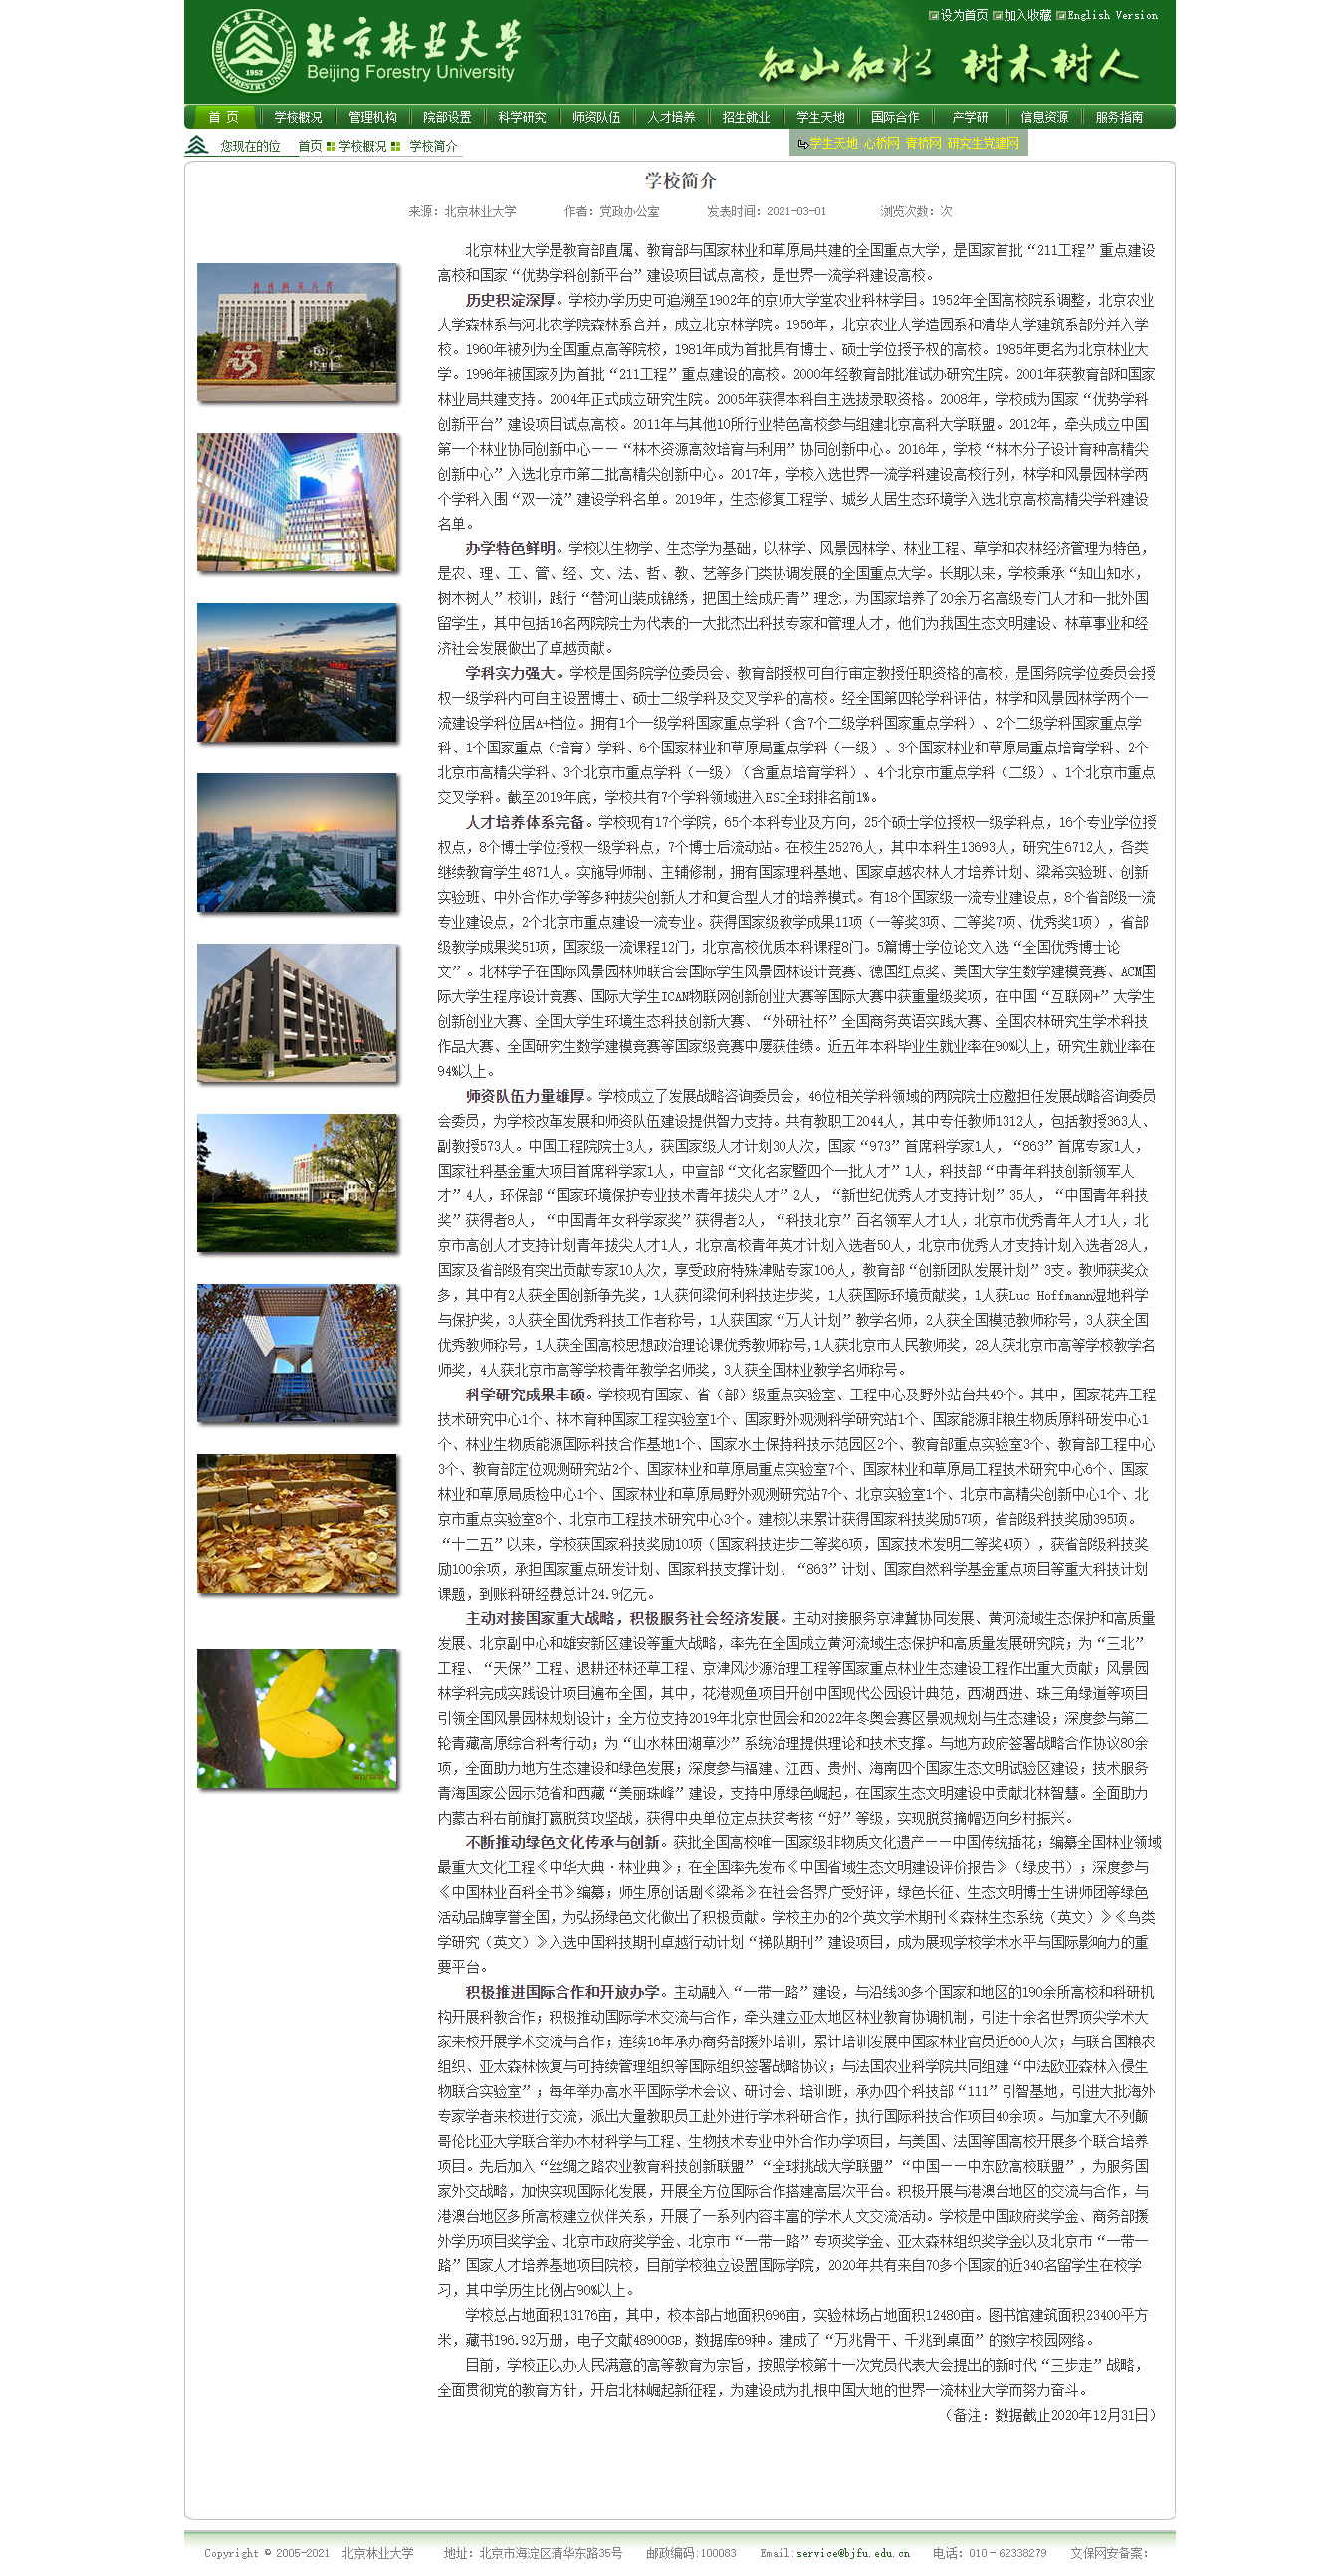 设为首页 加入收藏 English Version
北京林业大学
Beijing Forestry University
BEIJING FORESTRY UNIVERSITY
1952
知山知水 树木树人
首 页 学校概况 管理机构 院部设置 科学研究 师资队伍 人才培养 招生就业 学生天地 国际合作 产学研 信息资源 服务指南
您现在的位 首页 学校概况 学校简介
学生天地 心桥网 青桥网 研究生党建网
学校简介
来源：北京林业大学 作者：党政办公室 发表时间：2021-03-01 浏览次数：次
北京林业大学是教育部直属、教育部与国家林业和草原局共建的全国重点大学，是国家首批“211工程”重点建设
高校和国家“优势学科创新平台”建设项目试点高校，是世界一流学科建设高校。
历史积淀深厚。学校办学历史可追溯至1902年的京师大学堂农业科林学目。1952年全国高校院系调整，北京农业
大学森林系与河北农学院森林系合并，成立北京林学院。1956年，北京农业大学造园系和清华大学建筑系部分并入学
校。1960年被列为全国重点高等院校，1981年成为首批具有博士、硕士学位授予权的高校。1985年更名为北京林业大
学。1996年被国家列为首批“211工程”重点建设的高校。2000年经教育部批准试办研究生院。2001年获教育部和国家
林业局共建支持。2004年正式成立研究生院。2005年获得本科自主选拔录取资格。2008年，学校成为国家“优势学科
创新平台”建设项目试点高校。2011年与其他10所行业特色高校参与组建北京高科大学联盟。2012年，牵头成立中国
第一个林业协同创新中心——“林木资源高效培育与利用”协同创新中心。2016年，学校“林木分子设计育种高精尖
创新中心”入选北京市第二批高精尖创新中心。2017年，学校入选世界一流学科建设高校行列，林学和风景园林学两
个学科入围“双一流”建设学科名单。2019年，生态修复工程学、城乡人居生态环境学入选北京高校高精尖学科建设
名单。
办学特色鲜明。学校以生物学、生态学为基础，以林学、风景园林学、林业工程、草学和农林经济管理为特色，
是农、理、工、管、经、文、法、哲、教、艺等多门类协调发展的全国重点大学。长期以来，学校秉承“知山知水，
树木树人”校训，践行“替河山装成锦绣，把国土绘成丹青”理念，为国家培养了20余万名高级专门人才和一批外国
留学生，其中包括16名两院院士为代表的一大批杰出科技专家和管理人才，他们为我国生态文明建设、林草事业和经
济社会发展做出了卓越贡献。
学科实力强大。学校是国务院学位委员会、教育部授权可自行审定教授任职资格的高校，是国务院学位委员会授
权一级学科内可自主设置博士、硕士二级学科及交叉学科的高校。经全国第四轮学科评估，林学和风景园林学两个一
流建设学科位居A+档位。拥有1个一级学科国家重点学科（含7个二级学科国家重点学科）、2个二级学科国家重点学
科、1个国家重点（培育）学科、6个国家林业和草原局重点学科（一级）、3个国家林业和草原局重点培育学科、2个
北京市高精尖学科、3个北京市重点学科（一级）（含重点培育学科）、4个北京市重点学科（二级）、1个北京市重点
交叉学科。截至2019年底，学校共有7个学科领域进入ESI全球排名前1%。
人才培养体系完备。学校现有17个学院，65个本科专业及方向，25个硕士学位授权一级学科点，16个专业学位授
权点，8个博士学位授权一级学科点，7个博士后流动站。在校生25276人，其中本科生13693人，研究生6712人，各类
继续教育学生4871人。实施导师制、主辅修制，拥有国家理科基地、国家卓越农林人才培养计划、梁希实验班、创新
实验班、中外合作办学等多种拔尖创新人才和复合型人才的培养模式。有18个国家级一流专业建设点，8个省部级一流
专业建设点，2个北京市重点建设一流专业。获得国家级教学成果11项（一等奖3项、二等奖7项、优秀奖1项），省部
级教学成果奖51项，国家级一流课程12门，北京高校优质本科课程8门。5篇博士学位论文入选“全国优秀博士论
文”。北林学子在国际风景园林师联合会国际学生风景园林设计竞赛、德国红点奖、美国大学生数学建模竞赛、ACM国
际大学生程序设计竞赛、国际大学生ICAN物联网创新创业大赛等国际大赛中获重量级奖项，在中国“互联网+”大学生
创新创业大赛、全国大学生环境生态科技创新大赛、“外研社杯”全国商务英语实践大赛、全国农林研究生学术科技
作品大赛、全国研究生数学建模竞赛等国家级竞赛中屡获佳绩。近五年本科毕业生就业率在90%以上，研究生就业率在
94%以上。
师资队伍力量雄厚。学校成立了发展战略咨询委员会，46位相关学科领域的两院院士应邀担任发展战略咨询委员
会委员，为学校改革发展和师资队伍建设提供智力支持。共有教职工2044人，其中专任教师1312人，包括教授363人、
副教授573人。中国工程院院士3人，获国家级人才计划30人次，国家“973”首席科学家1人，“863”首席专家1人，
国家社科基金重大项目首席科学家1人，中宣部“文化名家暨四个一批人才”1人，科技部“中青年科技创新领军人
才”4人，环保部“国家环境保护专业技术青年拔尖人才”2人，“新世纪优秀人才支持计划”35人，“中国青年科技
奖”获得者8人，“中国青年女科学家奖”获得者2人，“科技北京”百名领军人才1人，北京市优秀青年人才1人，北
京市高创人才支持计划青年拔尖人才1人，北京高校青年英才计划入选者50人，北京市优秀人才支持计划入选者28人，
国家及省部级有突出贡献专家10人次，享受政府特殊津贴专家106人，教育部“创新团队发展计划”3支。教师获奖众
多，其中有2人获全国创新争先奖，1人获何梁何利科技进步奖，1人获国际环境贡献奖，1人获Luc Hoffmann湿地科学
与保护奖，3人获全国优秀科技工作者称号，1人获国家“万人计划”教学名师，2人获全国模范教师称号，3人获全国
优秀教师称号，1人获全国高校思想政治理论课优秀教师称号,1人获北京市人民教师奖，28人获北京市高等学校教学名
师奖，4人获北京市高等学校青年教学名师奖，3人获全国林业教学名师称号。
科学研究成果丰硕。学校现有国家、省（部）级重点实验室、工程中心及野外站台共49个。其中，国家花卉工程
技术研究中心1个、林木育种国家工程实验室1个、国家野外观测科学研究站1个、国家能源非粮生物质原料研发中心1
个、林业生物质能源国际科技合作基地1个、国家水土保持科技示范园区2个、教育部重点实验室3个、教育部工程中心
3个、教育部定位观测研究站2个、国家林业和草原局重点实验室7个、国家林业和草原局工程技术研究中心6个、国家
林业和草原局质检中心1个、国家林业和草原局野外观测研究站7个、北京实验室1个、北京市高精尖创新中心1个、北
京市重点实验室8个、北京市工程技术研究中心3个。建校以来累计获得国家科技奖励57项，省部级科技奖励395项。
“十二五”以来，学校获国家科技奖励10项（国家科技进步二等奖6项，国家技术发明二等奖4项），获省部级科技奖
励100余项，承担国家重点研发计划、国家科技支撑计划、“863”计划、国家自然科学基金重点项目等重大科技计划
课题，到账科研经费总计24.9亿元。
主动对接国家重大战略，积极服务社会经济发展。主动对接服务京津冀协同发展、黄河流域生态保护和高质量
发展、北京副中心和雄安新区建设等重大战略，率先在全国成立黄河流域生态保护和高质量发展研究院；为“三北”
工程、“天保”工程、退耕还林还草工程、京津风沙源治理工程等国家重点林业生态建设工程作出重大贡献；风景园
林学科完成实践设计项目遍布全国，其中，花港观鱼项目开创中国现代公园设计典范，西湖西进、珠三角绿道等项目
引领全国风景园林规划设计；全方位支持2019年北京世园会和2022年冬奥会赛区景观规划与生态建设；深度参与第二
轮青藏高原综合科考行动；为“山水林田湖草沙”系统治理提供理论和技术支撑。与地方政府签署战略合作协议80余
项，全面助力地方生态建设和绿色发展；深度参与福建、江西、贵州、海南四个国家生态文明试验区建设；技术服务
青海国家公园示范省和西藏“美丽珠峰”建设，支持中原绿色崛起，在国家生态文明建设中贡献北林智慧。全面助力
内蒙古科右前旗打赢脱贫攻坚战，获得中央单位定点扶贫考核“好”等级，实现脱贫摘帽迈向乡村振兴。
不断推动绿色文化传承与创新。获批全国高校唯一国家级非物质文化遗产——中国传统插花；编纂全国林业领域
最重大文化工程《中华大典·林业典》；在全国率先发布《中国省域生态文明建设评价报告》（绿皮书）；深度参与
《中国林业百科全书》编纂；师生原创话剧《梁希》在社会各界广受好评，绿色长征、生态文明博士生讲师团等绿色
活动品牌享誉全国，为弘扬绿色文化做出了积极贡献。学校主办的2个英文学术期刊《森林生态系统（英文）》《鸟类
学研究（英文）》入选中国科技期刊卓越行动计划“梯队期刊”建设项目，成为展现学校学术水平与国际影响力的重
要平台。
积极推进国际合作和开放办学。主动融入“一带一路”建设，与沿线30多个国家和地区的190余所高校和科研机
构开展科教合作；积极推动国际学术交流与合作，牵头建立亚太地区林业教育协调机制，引进十余名世界顶尖学术大
家来校开展学术交流与合作；连续16年承办商务部援外培训，累计培训发展中国家林业官员近600人次；与联合国粮农
组织、亚太森林恢复与可持续管理组织等国际组织签署战略协议；与法国农业科学院共同组建“中法欧亚森林入侵生
物联合实验室”；每年举办高水平国际学术会议、研讨会、培训班，承办四个科技部“111”引智基地，引进大批海外
专家学者来校进行交流，派出大量教职员工赴外进行学术科研合作，执行国际科技合作项目40余项。与加拿大不列颠
哥伦比亚大学联合举办木材科学与工程、生物技术专业中外合作办学项目，与美国、法国等国高校开展多个联合培养
项目。先后加入“丝绸之路农业教育科技创新联盟”“全球挑战大学联盟”“中国——中东欧高校联盟”，为服务国
家外交战略，加快实现国际化发展，开展全方位国际合作搭建高层次平台。积极开展与港澳台地区的交流与合作，与
港澳台地区多所高校建立伙伴关系，开展了一系列内容丰富的学术人文交流活动。学校是中国政府奖学金、商务部援
外学历项目奖学金、北京市政府奖学金、北京市“一带一路”专项奖学金、亚太森林组织奖学金以及北京市“一带一
路”国家人才培养基地项目院校，目前学校独立设置国际学院，2020年共有来自70多个国家的近340名留学生在校学
习，其中学历生比例占90%以上。
学校总占地面积13176亩，其中，校本部占地面积696亩，实验林场占地面积12480亩。图书馆建筑面积23400平方
米，藏书196.92万册，电子文献48900GB，数据库69种。建成了“万兆骨干、千兆到桌面”的数字校园网络。
目前，学校正以办人民满意的高等教育为宗旨，按照学校第十一次党员代表大会提出的新时代“三步走”战略，
全面贯彻党的教育方针，开启北林崛起新征程，为建设成为扎根中国大地的世界一流林业大学而努力奋斗。
（备注：数据截止2020年12月31日）
Copyright © 2005-2021 北京林业大学 地址：北京市海淀区清华东路35号 邮政编码:100083 Email:service@bjfu.edu.cn 电话：010－62338279 文保网安备案：